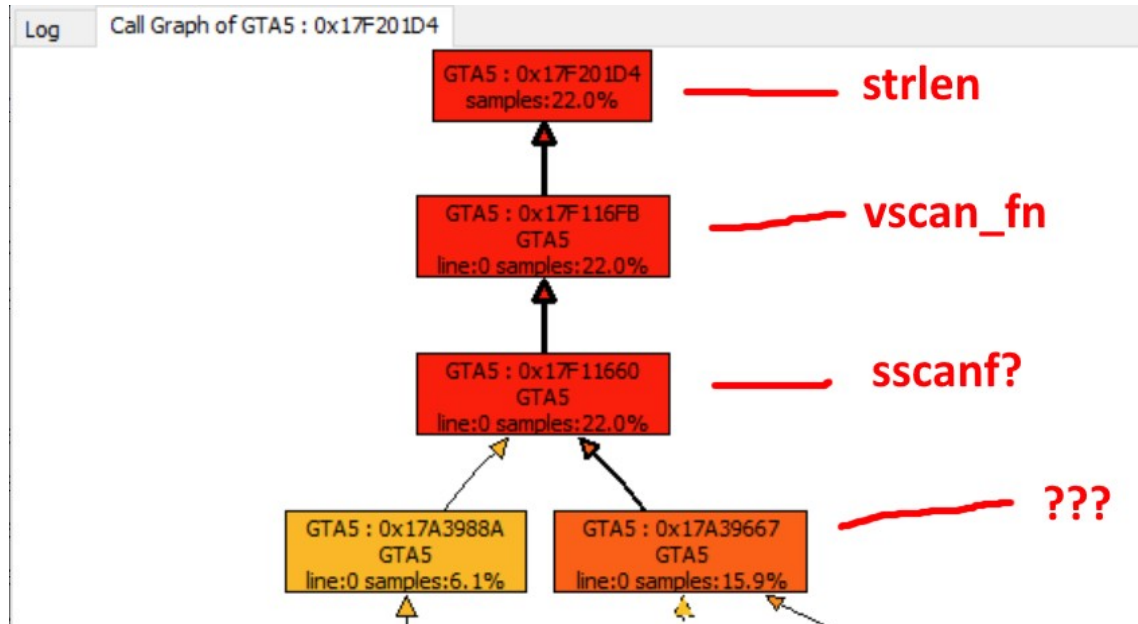 Log
Call Graph of GTA5 : 0x17F201D4
GTA5 : 0x17F201D4
samples:22.0%
strlen
GTA5 : 0x17F116FB
GTA5
line:0 samples:22.0%
vscan_fn
GTA5 : 0x17F11660
GTA5
line:0 samples:22.0%
sscanf?
GTA5 : 0x17A3988A
GTA5
line:0 samples:6.1%
GTA5 : 0x17A39667
GTA5
line:0 samples:15.9%
???